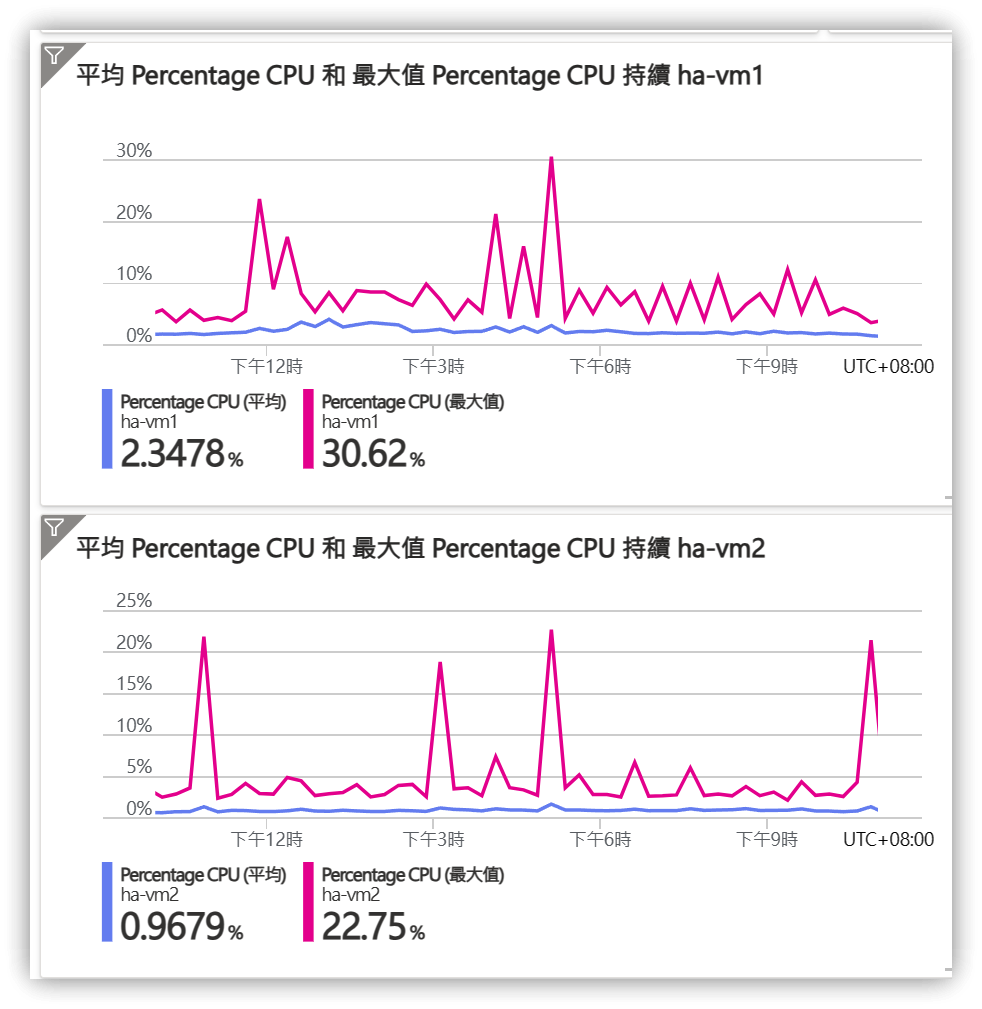 平均 Percentage CPU 和 最大值 Percentage CPU 持續 ha-vm1
30%
20%
10%
0%
下午12時 下午3時 下午6時 下午9時 UTC+08:00
Percentage CPU (平均) Percentage CPU (最大值)
ha-vm1 ha-vm1
2.3478% 30.62%
平均 Percentage CPU 和 最大值 Percentage CPU 持續 ha-vm2
25%
20%
15%
10%
5%
0%
下午12時 下午3時 下午6時 下午9時 UTC+08:00
Percentage CPU (平均) Percentage CPU (最大值)
ha-vm2 ha-vm2
0.9679% 22.75%